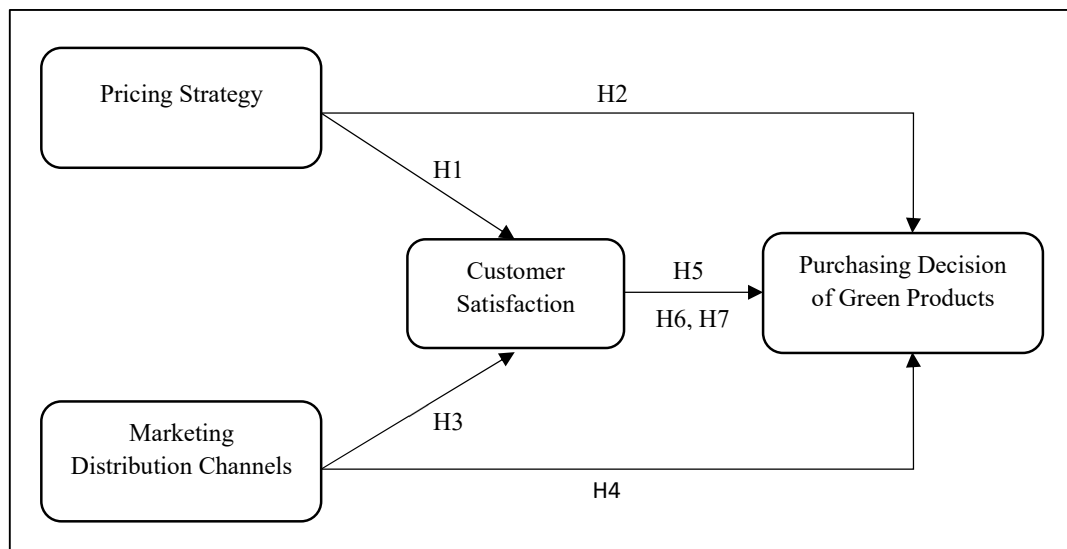 Pricing Strategy
H2
H1
Customer
Satisfaction
H5
H6, H7
Purchasing Decision
of Green Products
Marketing
Distribution Channels
H3
H4